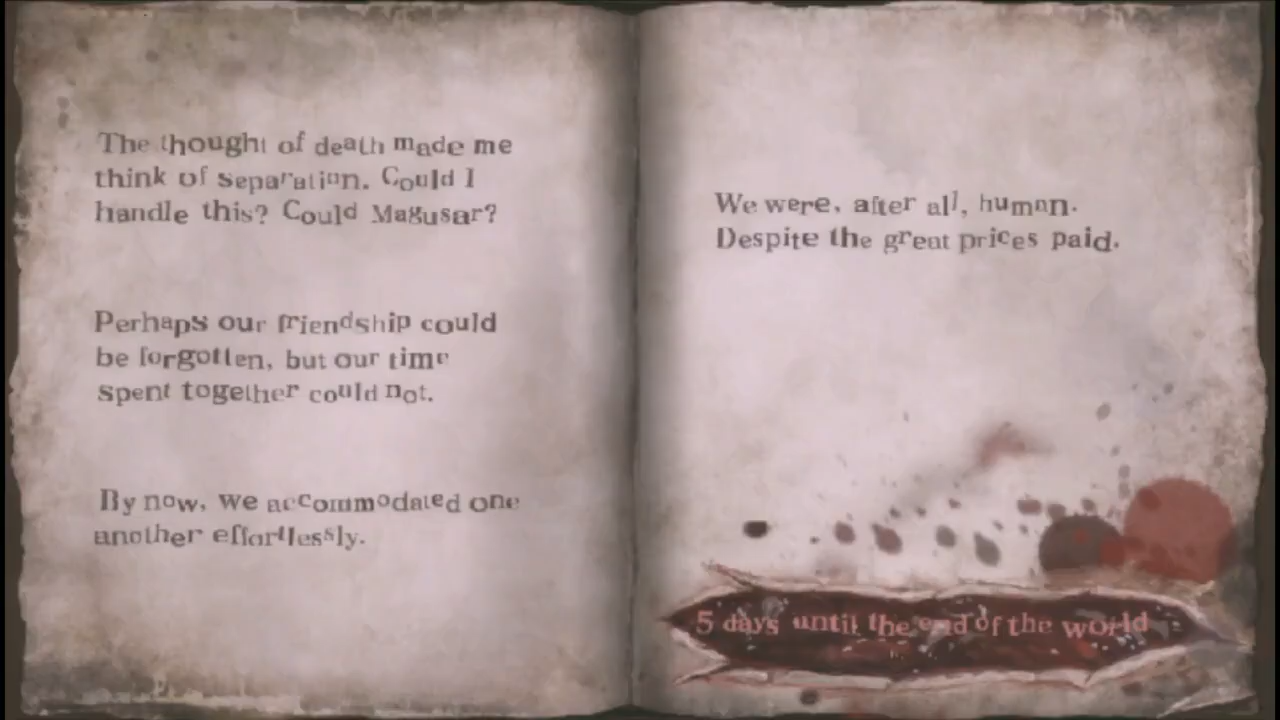 The thought of death made me
think of separation. Could I
handle this? Could Magusar?
Perhaps our friendship could
be forgotten, but our time
spent together could not.
By now, we accommodated one
another effortlessly.
We were, after all, human.
Despite the great prices paid.
5 days until the end of the world